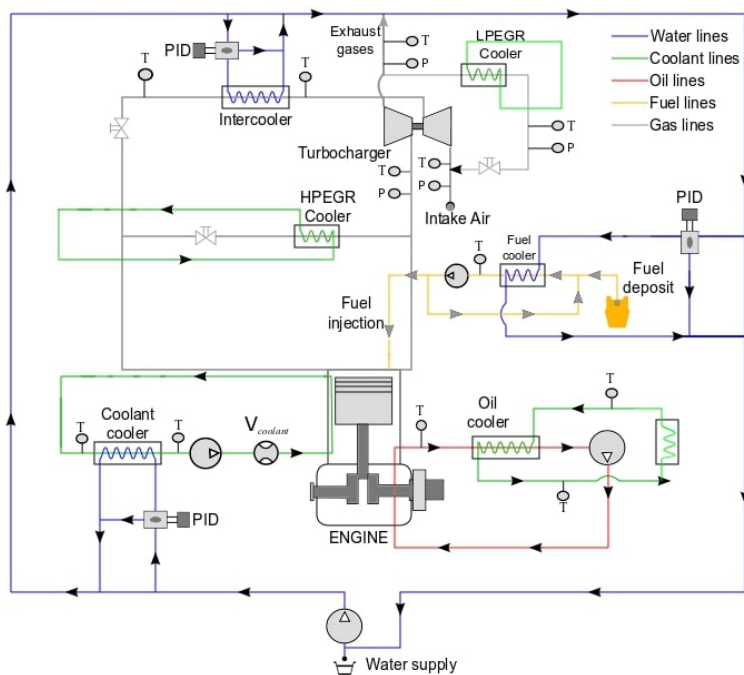 Exhaust
gases
T
P
LPEGR
Cooler
Water lines
Coolant lines
Oil lines
Fuel lines
Gas lines
PID
T
T
Intercooler
Turbocharger
T
P
T
P
T
P
Intake Air
HPEGR
Cooler
PID
T
Fuel
cooler
Fuel
deposit
Fuel
injection
T
Coolant
cooler
T
V coolant
T
Oil
cooler
T
T
PID
ENGINE
Water supply